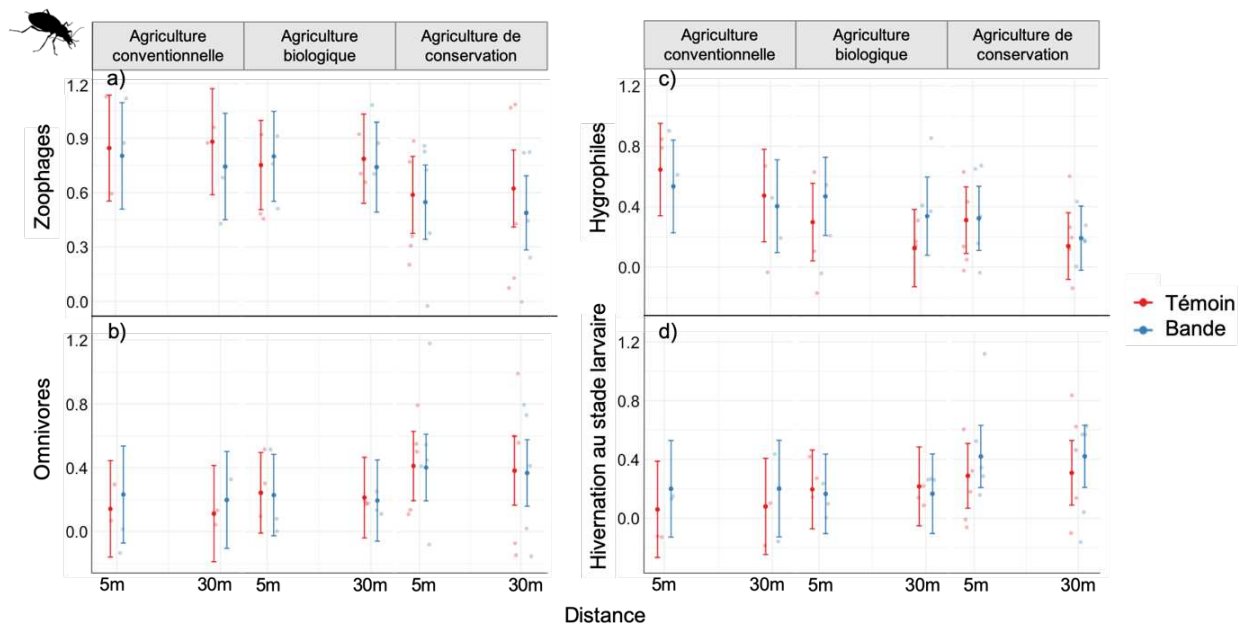 Agriculture
conventionnelle
Agriculture
biologique
Agriculture de
conservation
a)
1.2
0.9
0.6
0.3
0.0
Zoophages
b)
1.2
0.8
0.4
0.0
Omnivores
5m
30m
5m
30m
5m
30m
Agriculture
conventionnelle
Agriculture
biologique
Agriculture de
conservation
c)
1.2
0.8
0.4
0.0
Hygrophiles
d)
1.2
0.8
0.4
0.0
Hivernation au stade larvaire
5m
30m
5m
30m
5m
30m
Distance
Témoin
Bande